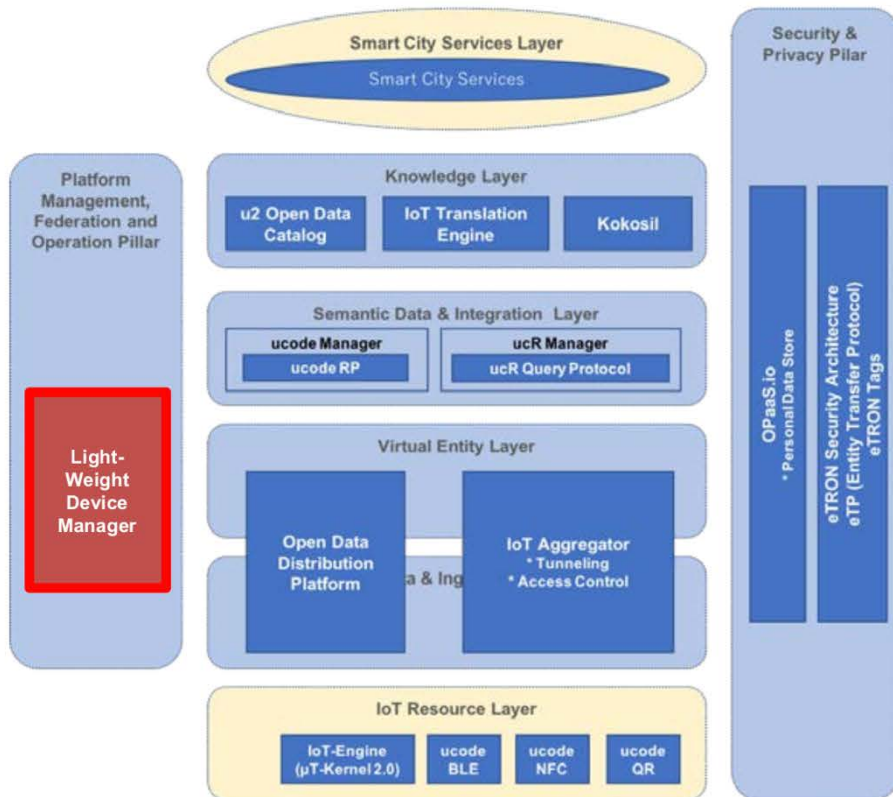 Smart City Services Layer
Smart City Services
Security &
Privacy Pilar
Platform
Management,
Federation and
Operation Pillar
Light-
Weight
Device
Manager
Knowledge Layer
u2 Open Data
Catalog
IoT Translation
Engine
Kokosil
Semantic Data & Integration Layer
ucode Manager
ucode RP
ucR Manager
ucR Query Protocol
Virtual Entity Layer
Open Data
Distribution
Platform
IoT Aggregator
* Tunneling
* Access Control
a & Ing
IoT Resource Layer
IoT-Engine
(µT-Kernel 2.0)
ucode
BLE
ucode
NFC
ucode
QR
OPaaS.io
* Personal Data Store
eTRON Security Architecture
eTP (Entity Transfer Protocol)
eTRON Tags